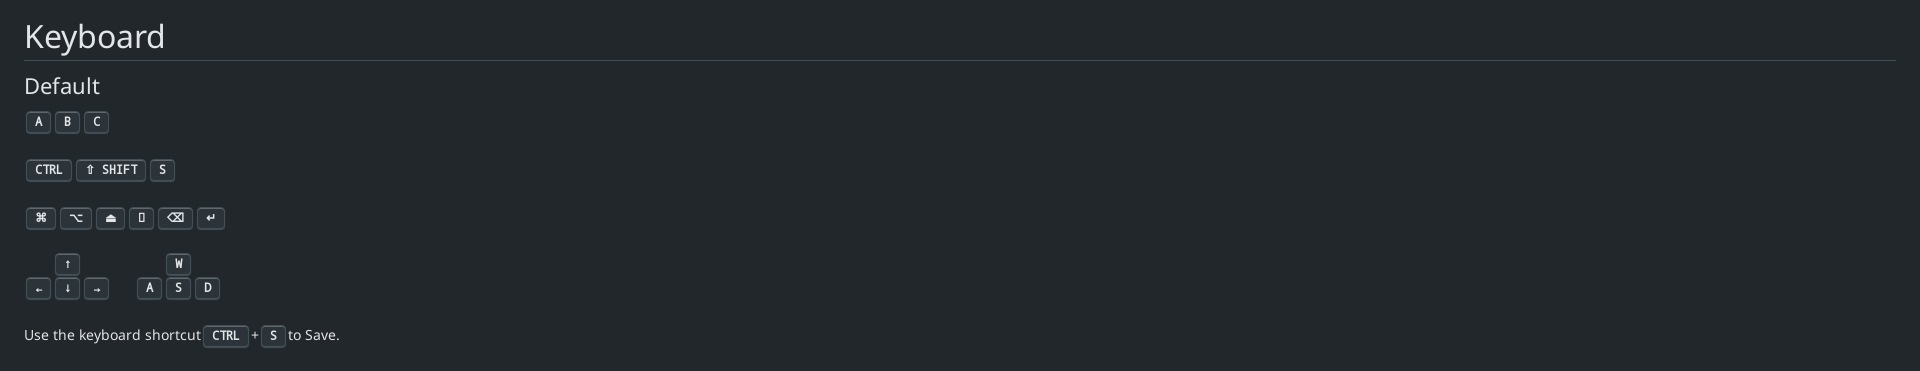 Keyboard
Default
A B C
CTRL ⇧ SHIFT S
⌘ ⌥ ⏏ ⌫ ↵
↑ W
← ↓ → A S D
Use the keyboard shortcut CTRL + S to Save.